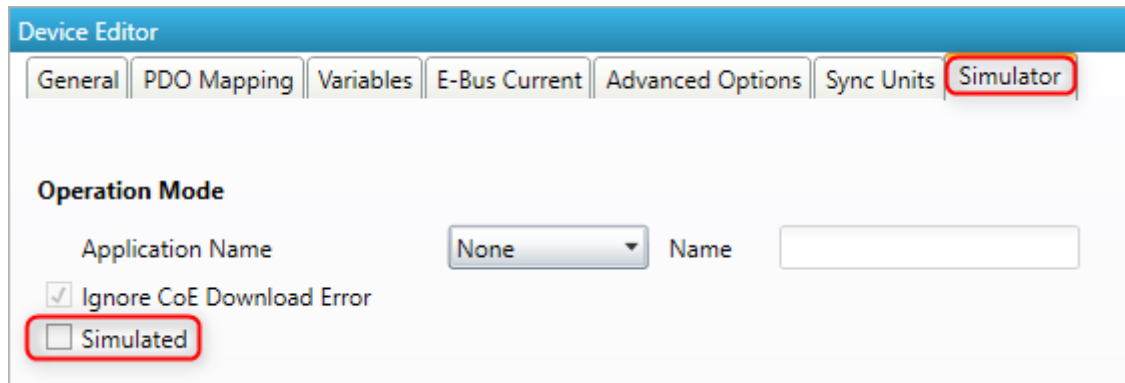 Device Editor
General PDO Mapping Variables E-Bus Current Advanced Options Sync Units Simulator
Operation Mode
Application Name None Name
Ignore CoE Download Error
Simulated